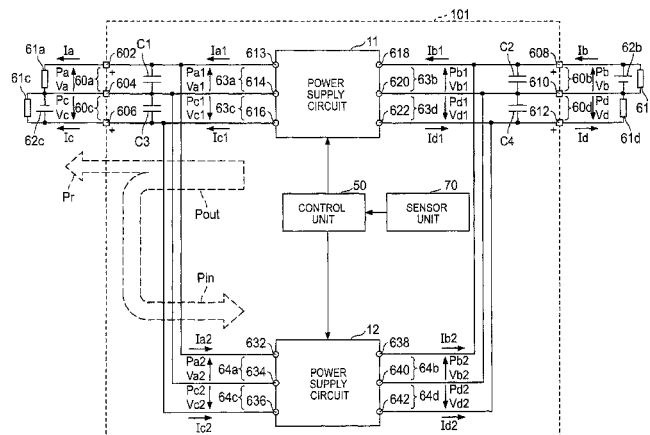 101
61a Ia 602 C1 Ia1 613 11 618 Ib1 C2 608 Ib 62b
61c Pa 60a Va 604 + Pa1 63a Va1 614 POWER SUPPLY CIRCUIT 620 63b Pb1 Vb1 610 + 60b Pb Vb
Pc 60c Vc 606 Pc1 63c Vc1 616 622 63d Pd1 Vd1 612 60d Pd Vd 61
62c Ic + C3 Ic1 Id1 C4 + Id 61d
Pr Pout CONTROL UNIT 50 SENSOR UNIT 70
Pin
12
Ia2 632 638 Ib2
Pa2 64a Va2 634 POWER SUPPLY CIRCUIT 640 64b Pb2 Vb2
Pc2 64c Vc2 636 642 64d Pd2 Vd2
Ic2 Id2